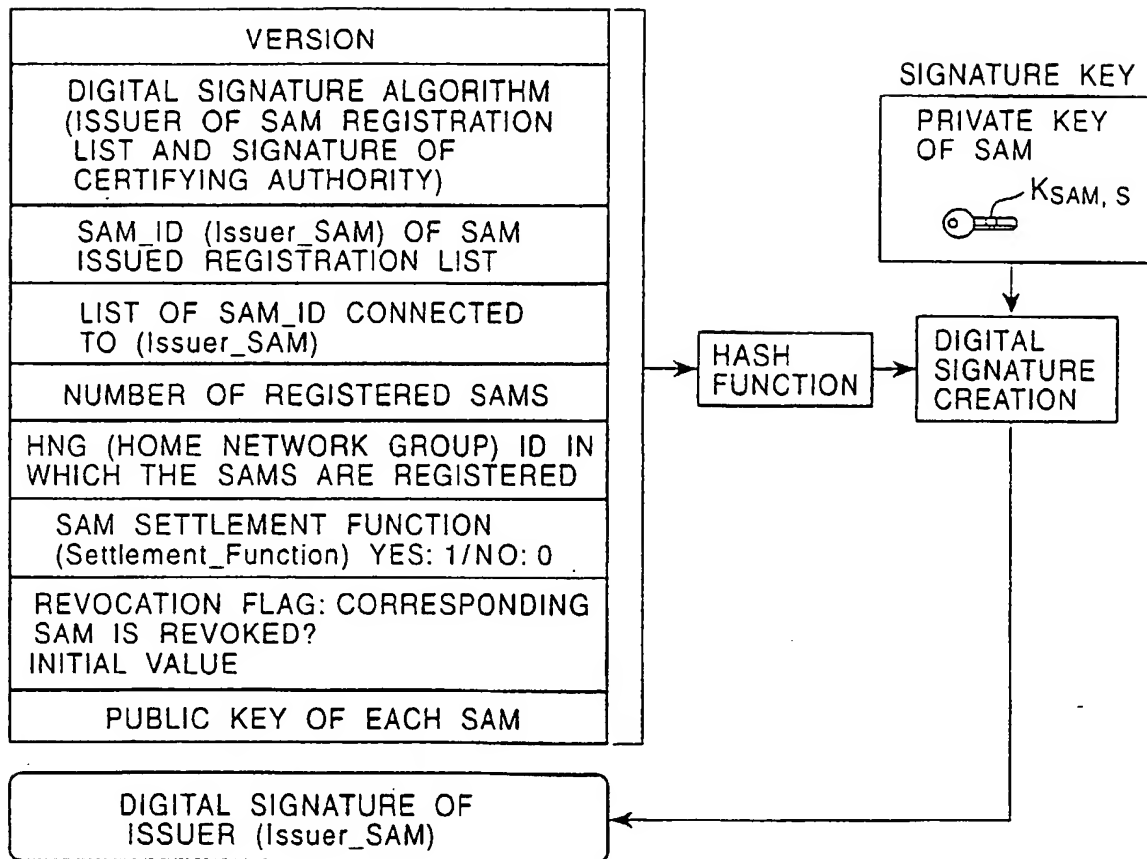 VERSION
DIGITAL SIGNATURE ALGORITHM
(ISSUER OF SAM REGISTRATION
LIST AND SIGNATURE OF
CERTIFYING AUTHORITY)
SAM_ID (Issuer_SAM) OF SAM
ISSUED REGISTRATION LIST
LIST OF SAM_ID CONNECTED
TO (Issuer_SAM)
NUMBER OF REGISTERED SAMS
HNG (HOME NETWORK GROUP) ID IN
WHICH THE SAMS ARE REGISTERED
SAM SETTLEMENT FUNCTION
(Settlement_Function) YES: 1/NO: 0
REVOCATION FLAG: CORRESPONDING
SAM IS REVOKED?
INITIAL VALUE
PUBLIC KEY OF EACH SAM
HASH
FUNCTION
SIGNATURE KEY
PRIVATE KEY
OF SAM
KSAM, S
DIGITAL
SIGNATURE
CREATION
DIGITAL SIGNATURE OF
ISSUER (Issuer_SAM)